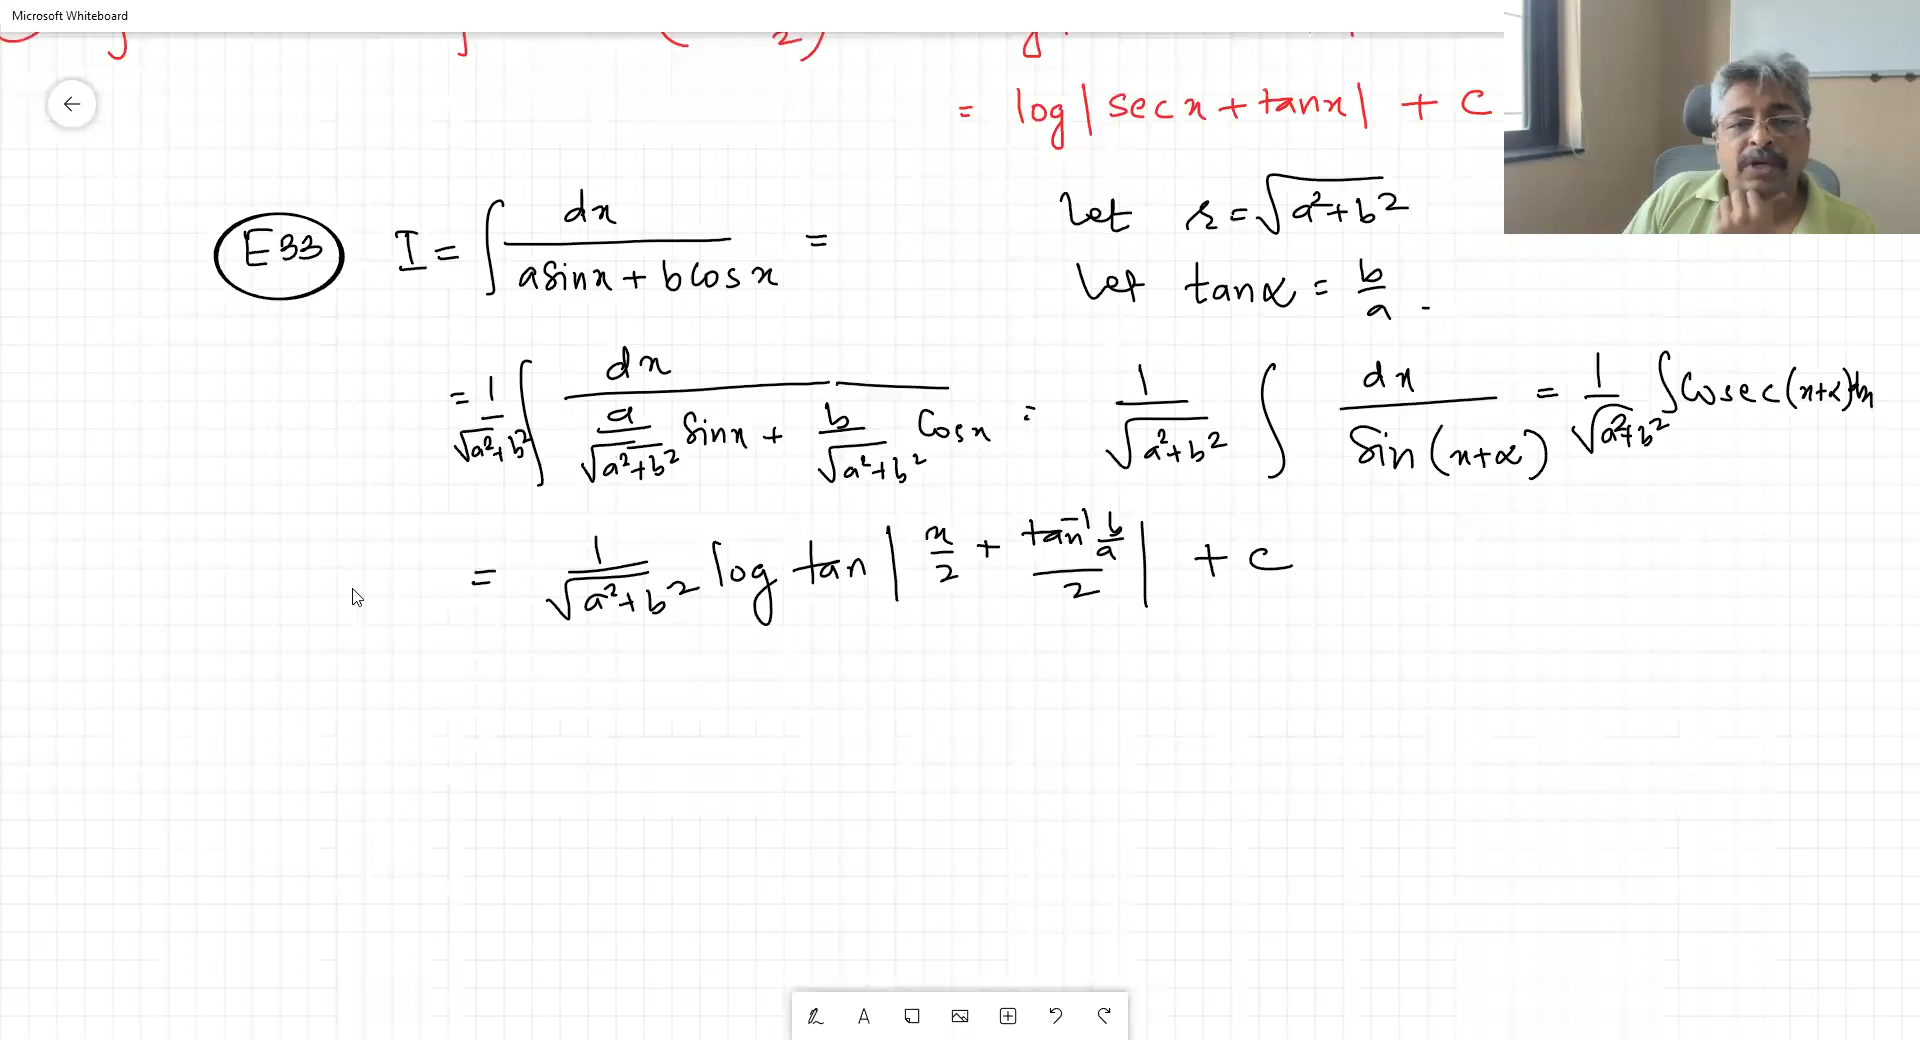 Microsoft Whiteboard
= log|sec x + tan x| + c
E33 I = ∫ dx / (a sin x + b cos x) =
Let r = √(a² + b²)
Let tan α = b/a .
= 1/√(a²+b²) ∫ dx / (a/√(a²+b²) Sin x + b/√(a²+b²) Cos x) = 1/√(a²+b²) ∫ dx / Sin(x+α) = 1/√(a²+b²) ∫ Cosec(x+α) dx
= 1/√(a²+b²) log tan | x/2 + (tan⁻¹ b/a)/2 | + c